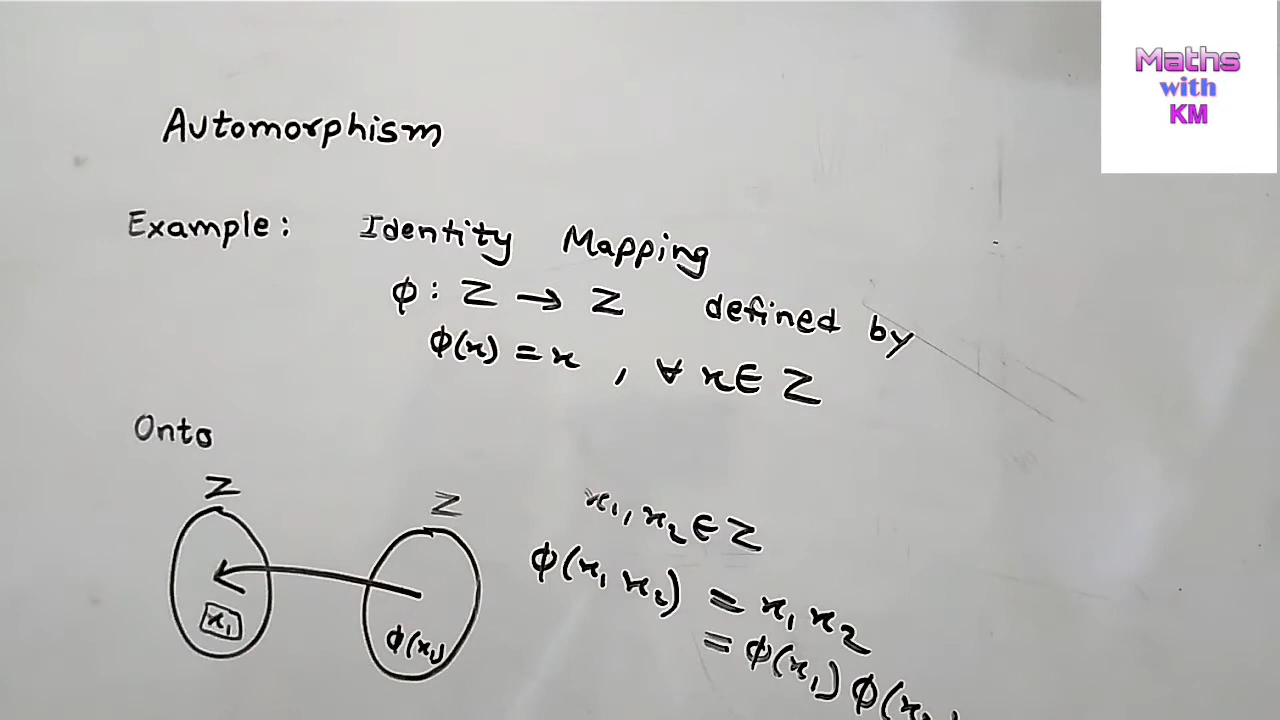 Maths
with
KM
Automorphism
Example: Identity Mapping
ϕ : Z → Z defined by
ϕ(x) = x , ∀ x ∈ Z
Onto
Z Z
x₁ ϕ(x₁)
x₁, x₂ ∈ Z
ϕ(x₁ x₂) = x₁ x₂
= ϕ(x₁) ϕ(x₂)